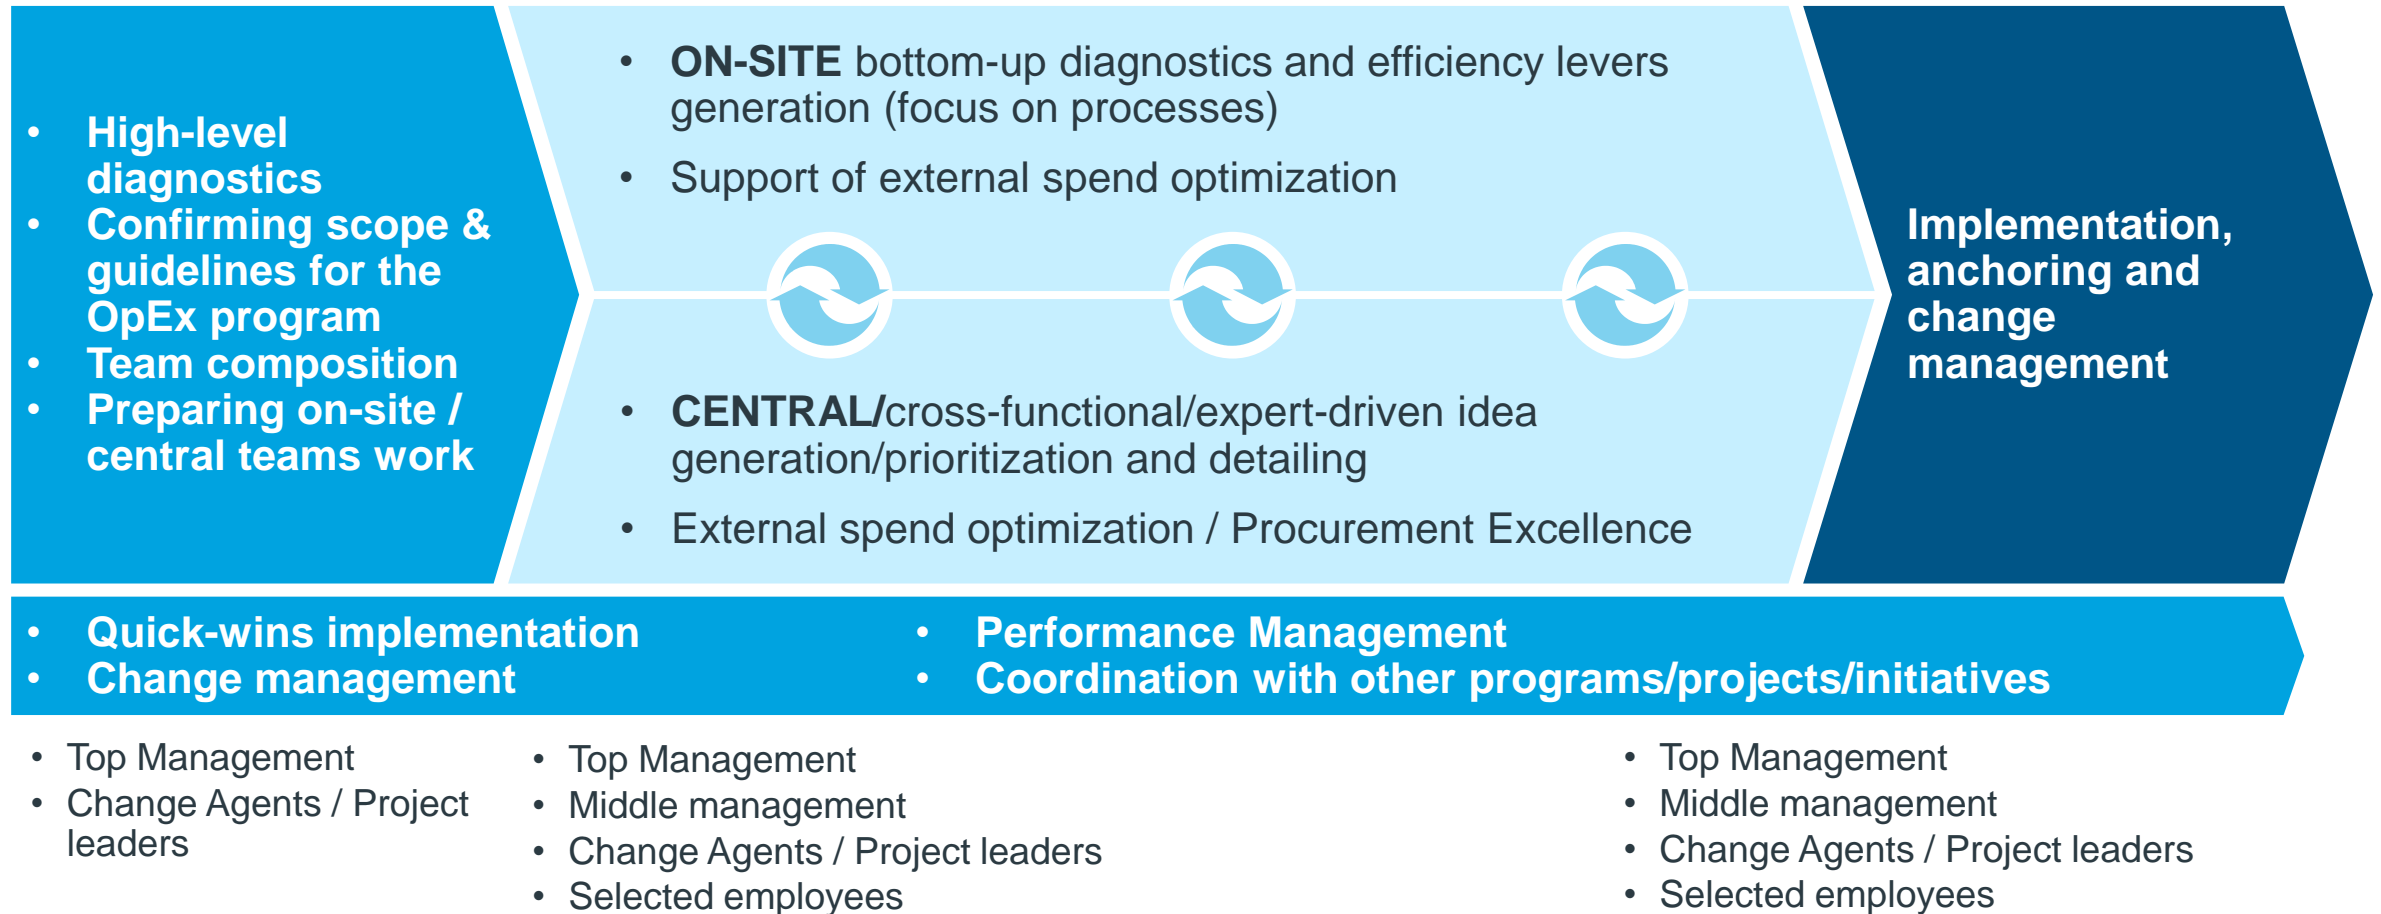 • High-level
diagnostics
• Confirming scope &
guidelines for the
OpEx program
• Team composition
• Preparing on-site /
central teams work
• ON-SITE bottom-up diagnostics and efficiency levers
generation (focus on processes)
• Support of external spend optimization
• CENTRAL/cross-functional/expert-driven idea
generation/prioritization and detailing
• External spend optimization / Procurement Excellence
Implementation,
anchoring and
change
management
• Quick-wins implementation
• Change management
• Performance Management
• Coordination with other programs/projects/initiatives
• Top Management
• Change Agents / Project
leaders
• Top Management
• Middle management
• Change Agents / Project leaders
• Selected employees
• Top Management
• Middle management
• Change Agents / Project leaders
• Selected employees